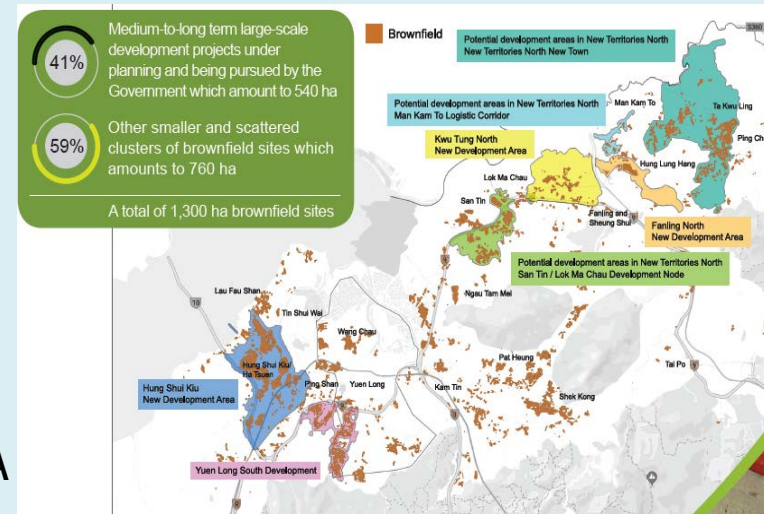 41%
Medium-to-long term large-scale
development projects under
planning and being pursued by the
Government which amount to 540 ha
59%
Other smaller and scattered
clusters of brownfield sites which
amounts to 760 ha
A total of 1,300 ha brownfield sites
Brownfield
Potential development areas in New Territories North
New Territories North New Town
Potential development areas in New Territories North
Man Kam To Logistic Corridor
Man Kam To
Ta Kwu Ling
Kwu Tung North
New Development Area
Hung Lung Hang
Lok Ma Chau
San Tin
Fanling and
Sheung Shui
Fanling North
New Development Area
Potential development areas in New Territories North
San Tin / Lok Ma Chau Development Node
Ngau Tam Mei
Lau Fau Shan
Tin Shui Wai
Wang Chau
Pat Heung
Tai Po
Hung Shui Kiu/
Ha Tsuen
Ping Shan
Yuen Long
Kam Tin
Shek Kong
Hung Shui Kiu
New Development Area
Yuen Long South Development
A